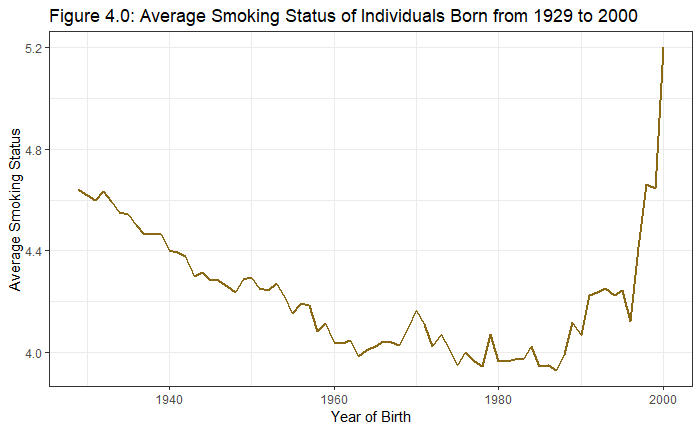 Figure 4.0: Average Smoking Status of Individuals Born from 1929 to 2000
5.2
4.8
4.4
4.0
Average Smoking Status
1940
1960
1980
2000
Year of Birth